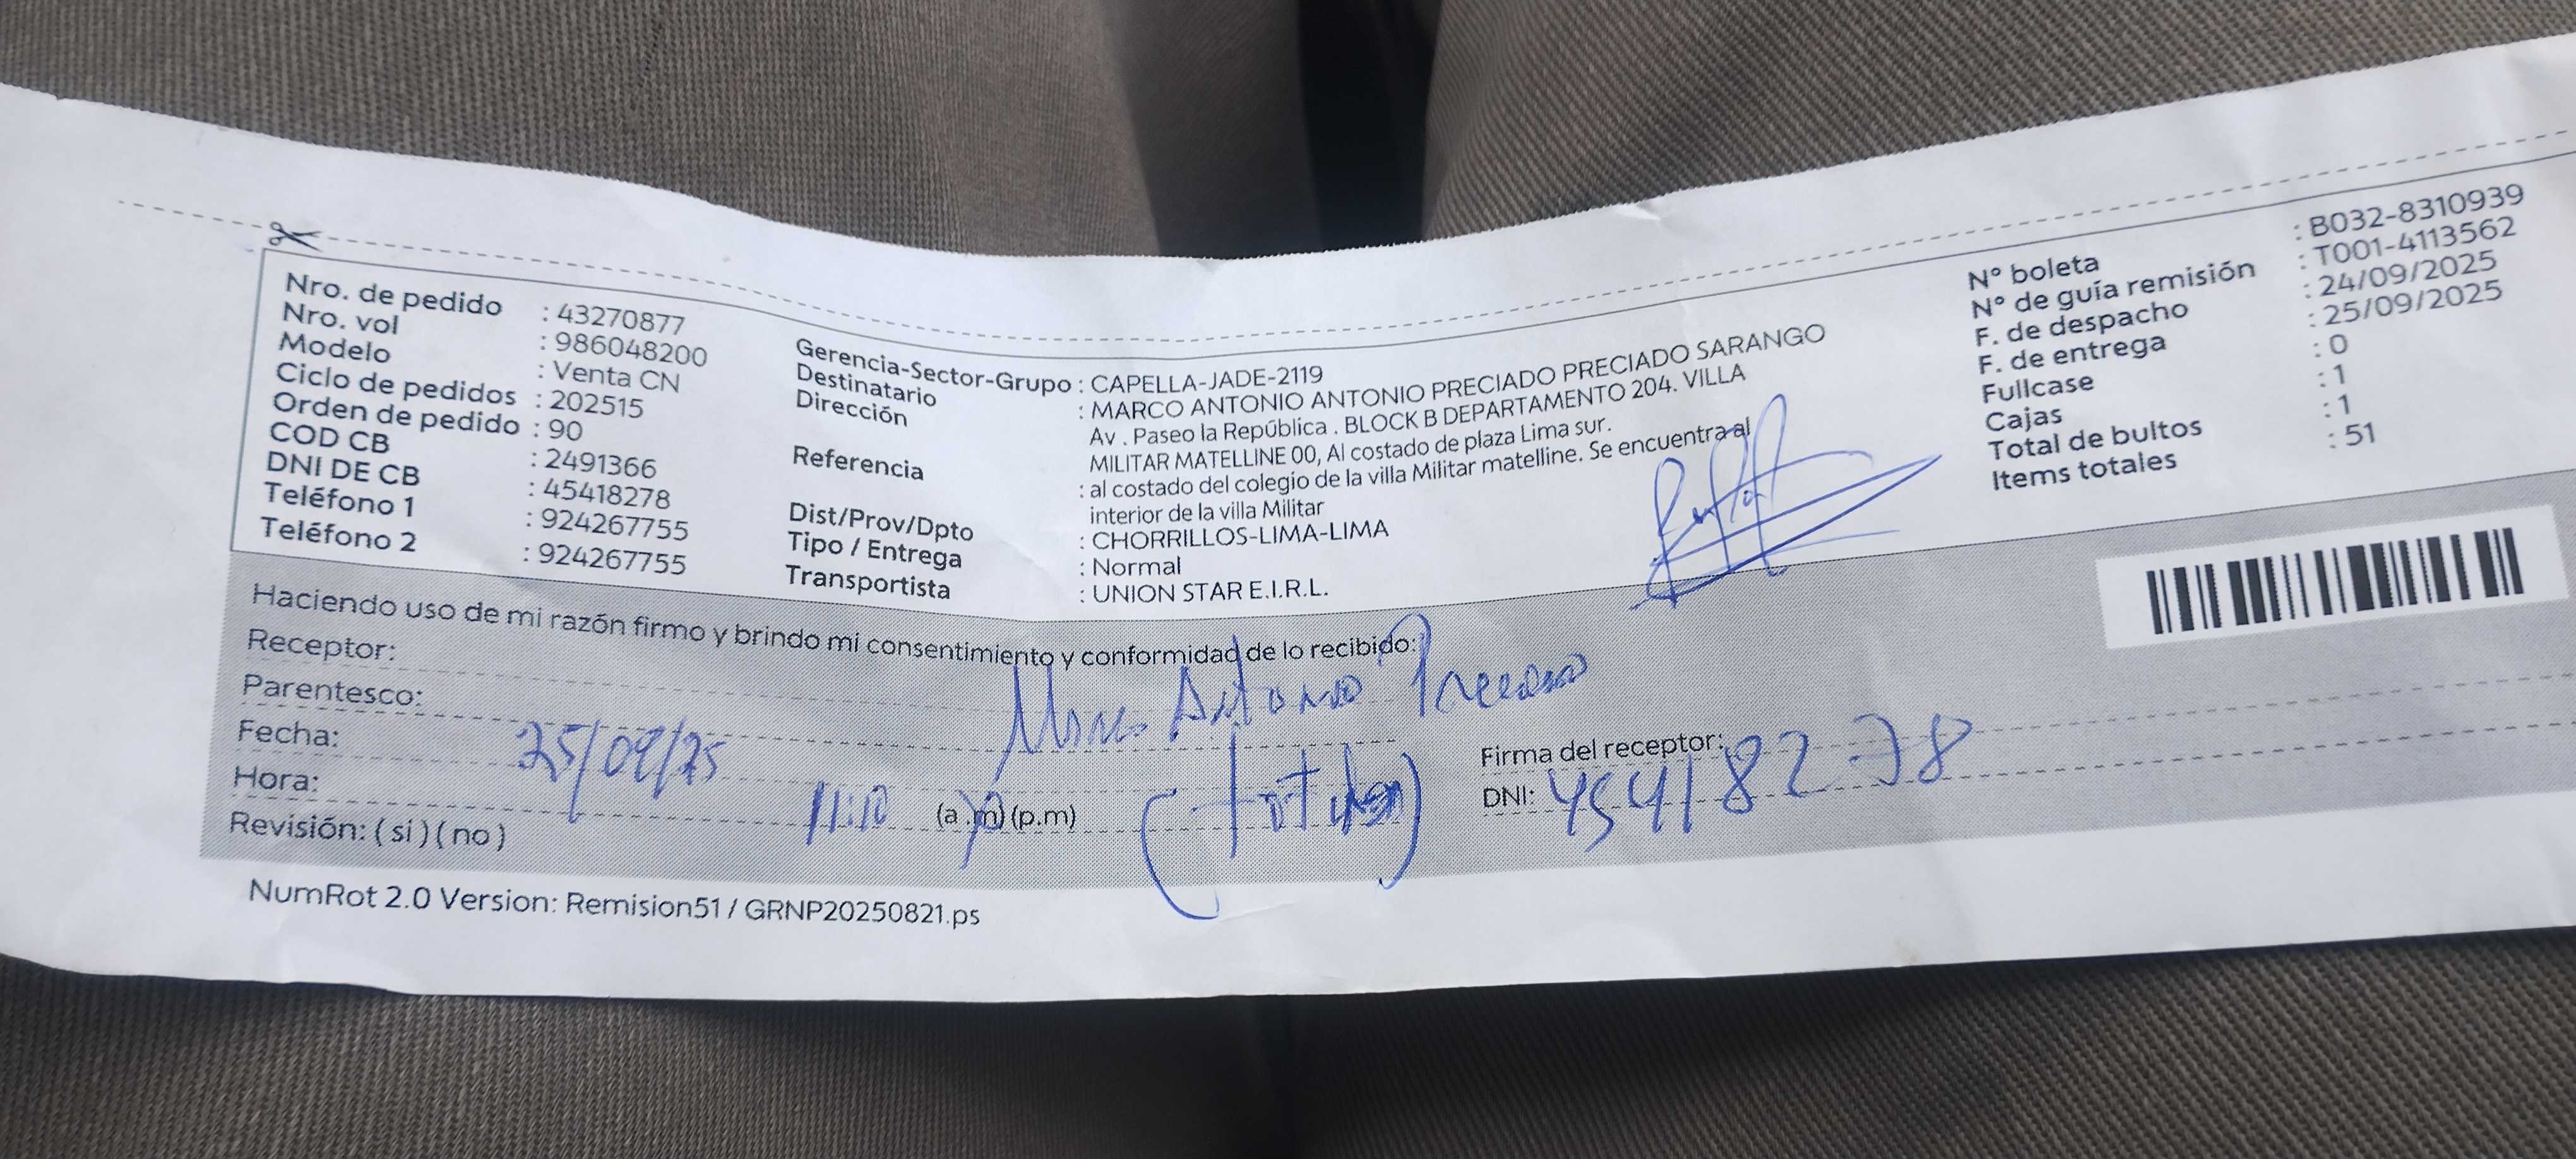 Nro. de pedido : 43270877
Nro. vol : 986048200
Modelo : Venta CN
Ciclo de pedidos : 202515
Orden de pedido : 90
COD CB : 2491366
DNI DE CB : 45418278
Teléfono 1 : 924267755
Teléfono 2 : 924267755
Gerencia-Sector-Grupo : CAPELLA-JADE-2119
Destinatario : MARCO ANTONIO ANTONIO PRECIADO PRECIADO SARANGO
Dirección Av . Paseo la República . BLOCK B DEPARTAMENTO 204. VILLA
MILITAR MATELLINE 00, Al costado de plaza Lima sur.
Referencia : al costado del colegio de la villa Militar matelline. Se encuentra al
interior de la villa Militar
Dist/Prov/Dpto : CHORRILLOS-LIMA-LIMA
Tipo / Entrega : Normal
Transportista : UNION STAR E.I.R.L.
N° boleta : B032-8310939
N° de guía remisión : T001-4113562
F. de despacho : 24/09/2025
F. de entrega : 25/09/2025
Fullcase : 0
Cajas : 1
Total de bultos : 1
Items totales : 51
Haciendo uso de mi razón firmo y brindo mi consentimiento y conformidad de lo recibido:
Receptor: Marco Antonio Preciado
Parentesco: (titular)
Fecha: 25/09/25
Hora: 11:10 (a .m) (p.m)
Revisión: ( si ) ( no )
Firma del receptor:
DNI: 45418278
NumRot 2.0 Version: Remision51 / GRNP20250821.ps